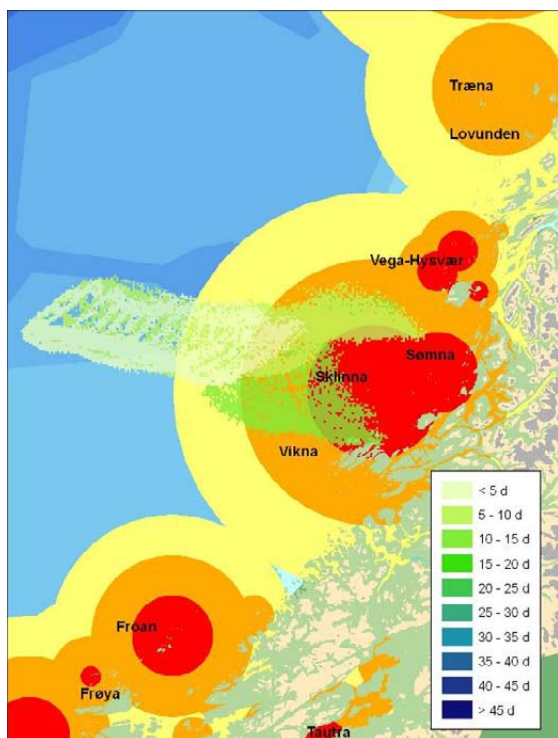 Træna
Lovunden
Vega-Hysvær
Sømna
Sklinna
Vikna
Froan
Frøya
Tautra
< 5 d
5 - 10 d
10 - 15 d
15 - 20 d
20 - 25 d
25 - 30 d
30 - 35 d
35 - 40 d
40 - 45 d
> 45 d